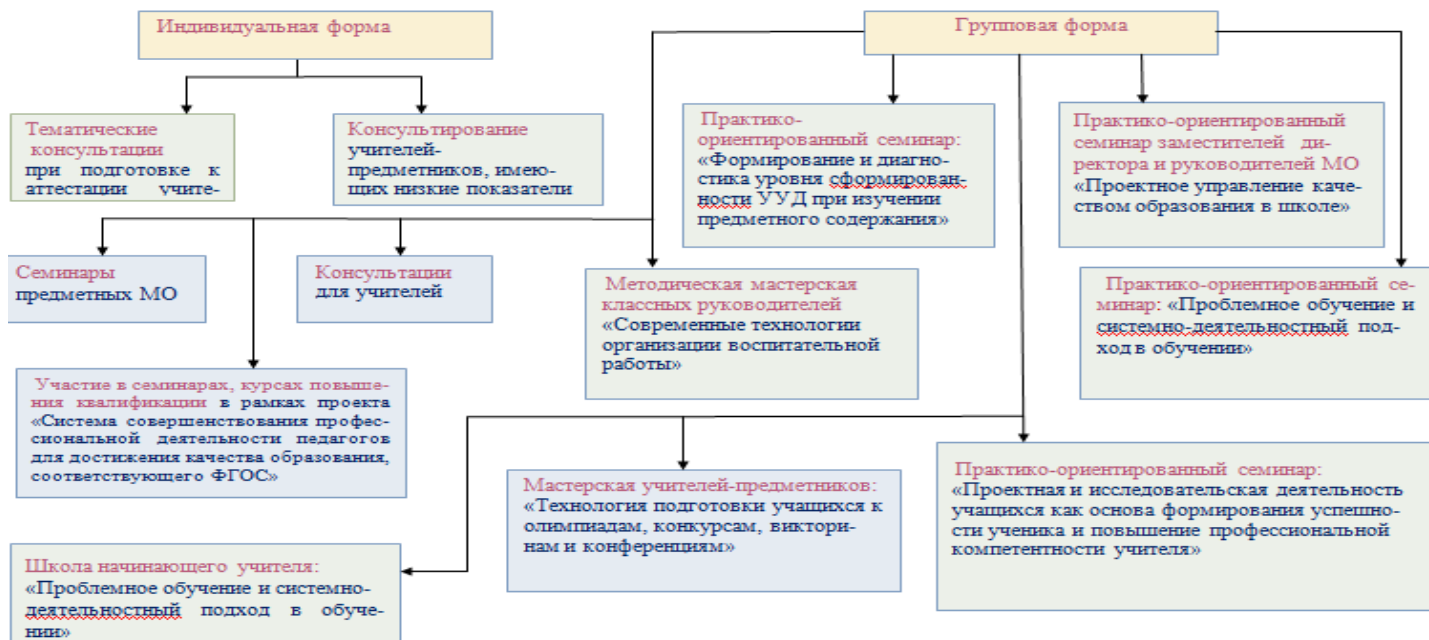 Индивидуальная форма
Групповая форма
Тематические
консультации
при подготовке к
аттестации учите-
Консультирование
учителей-
предметников, имею-
щих низкие показатели
Практико-
ориентированный семинар:
«Формирование и диагно-
стика уровня сформирован-
ности УУД при изучении
предметного содержания»
Практико-ориентированный
семинар заместителей ди-
ректора и руководителей МО
«Проектное управление каче-
ством образования в школе»
Семинары
предметных МО
Консультации
для учителей
Методическая мастерская
классных руководителей
«Современные технологии
организации воспитательной
работы»
Практико-ориентированный се-
минар: «Проблемное обучение и
системно-деятельностный под-
ход в обучении»
Участие в семинарах, курсах повыше-
ния квалификации в рамках проекта
«Система совершенствования профес-
сиональной деятельности педагогов
для достижения качества образования,
соответствующего ФГОС»
Мастерская учителей-предметников:
«Технология подготовки учащихся к
олимпиадам, конкурсам, виктори-
нам и конференциям»
Практико-ориентированный семинар:
«Проектная и исследовательская деятельность
учащихся как основа формирования успешно-
сти ученика и повышение профессиональной
компетентности учителя»
Школа начинающего учителя:
«Проблемное обучение и системно-
деятельностный подход в обуче-
нии»